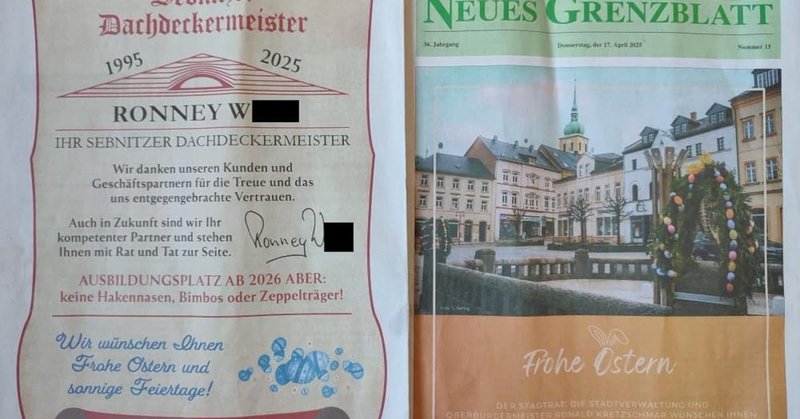 Sebnitzer
Dachdeckermeister
1995
2025
RONNEY W
IHR SEBNITZER DACHDECKERMEISTER
Wir danken unseren Kunden und
Geschäftspartnern für die Treue und das
uns entgegengebrachte Vertrauen.
Auch in Zukunft sind wir Ihr
kompetenter Partner und stehen
Ihnen mit Rat und Tat zur Seite.
Ronney W
AUSBILDUNGSPLATZ AB 2026 ABER:
keine Hakennasen, Bimbos oder Zeppelträger!
Wir wünschen Ihnen
Frohe Ostern und
sonnige Feiertage!
NEUES GRENZBLATT
36. Jahrgang
Donnerstag, der 17. April 2025
Nummer 15
Frohe Ostern
DER STADTRAT, DIE STADTVERWALTUNG UND
OBERBÜRGERMEISTER RONALD KRETZSCHMAR WÜNSCHEN IHNEN